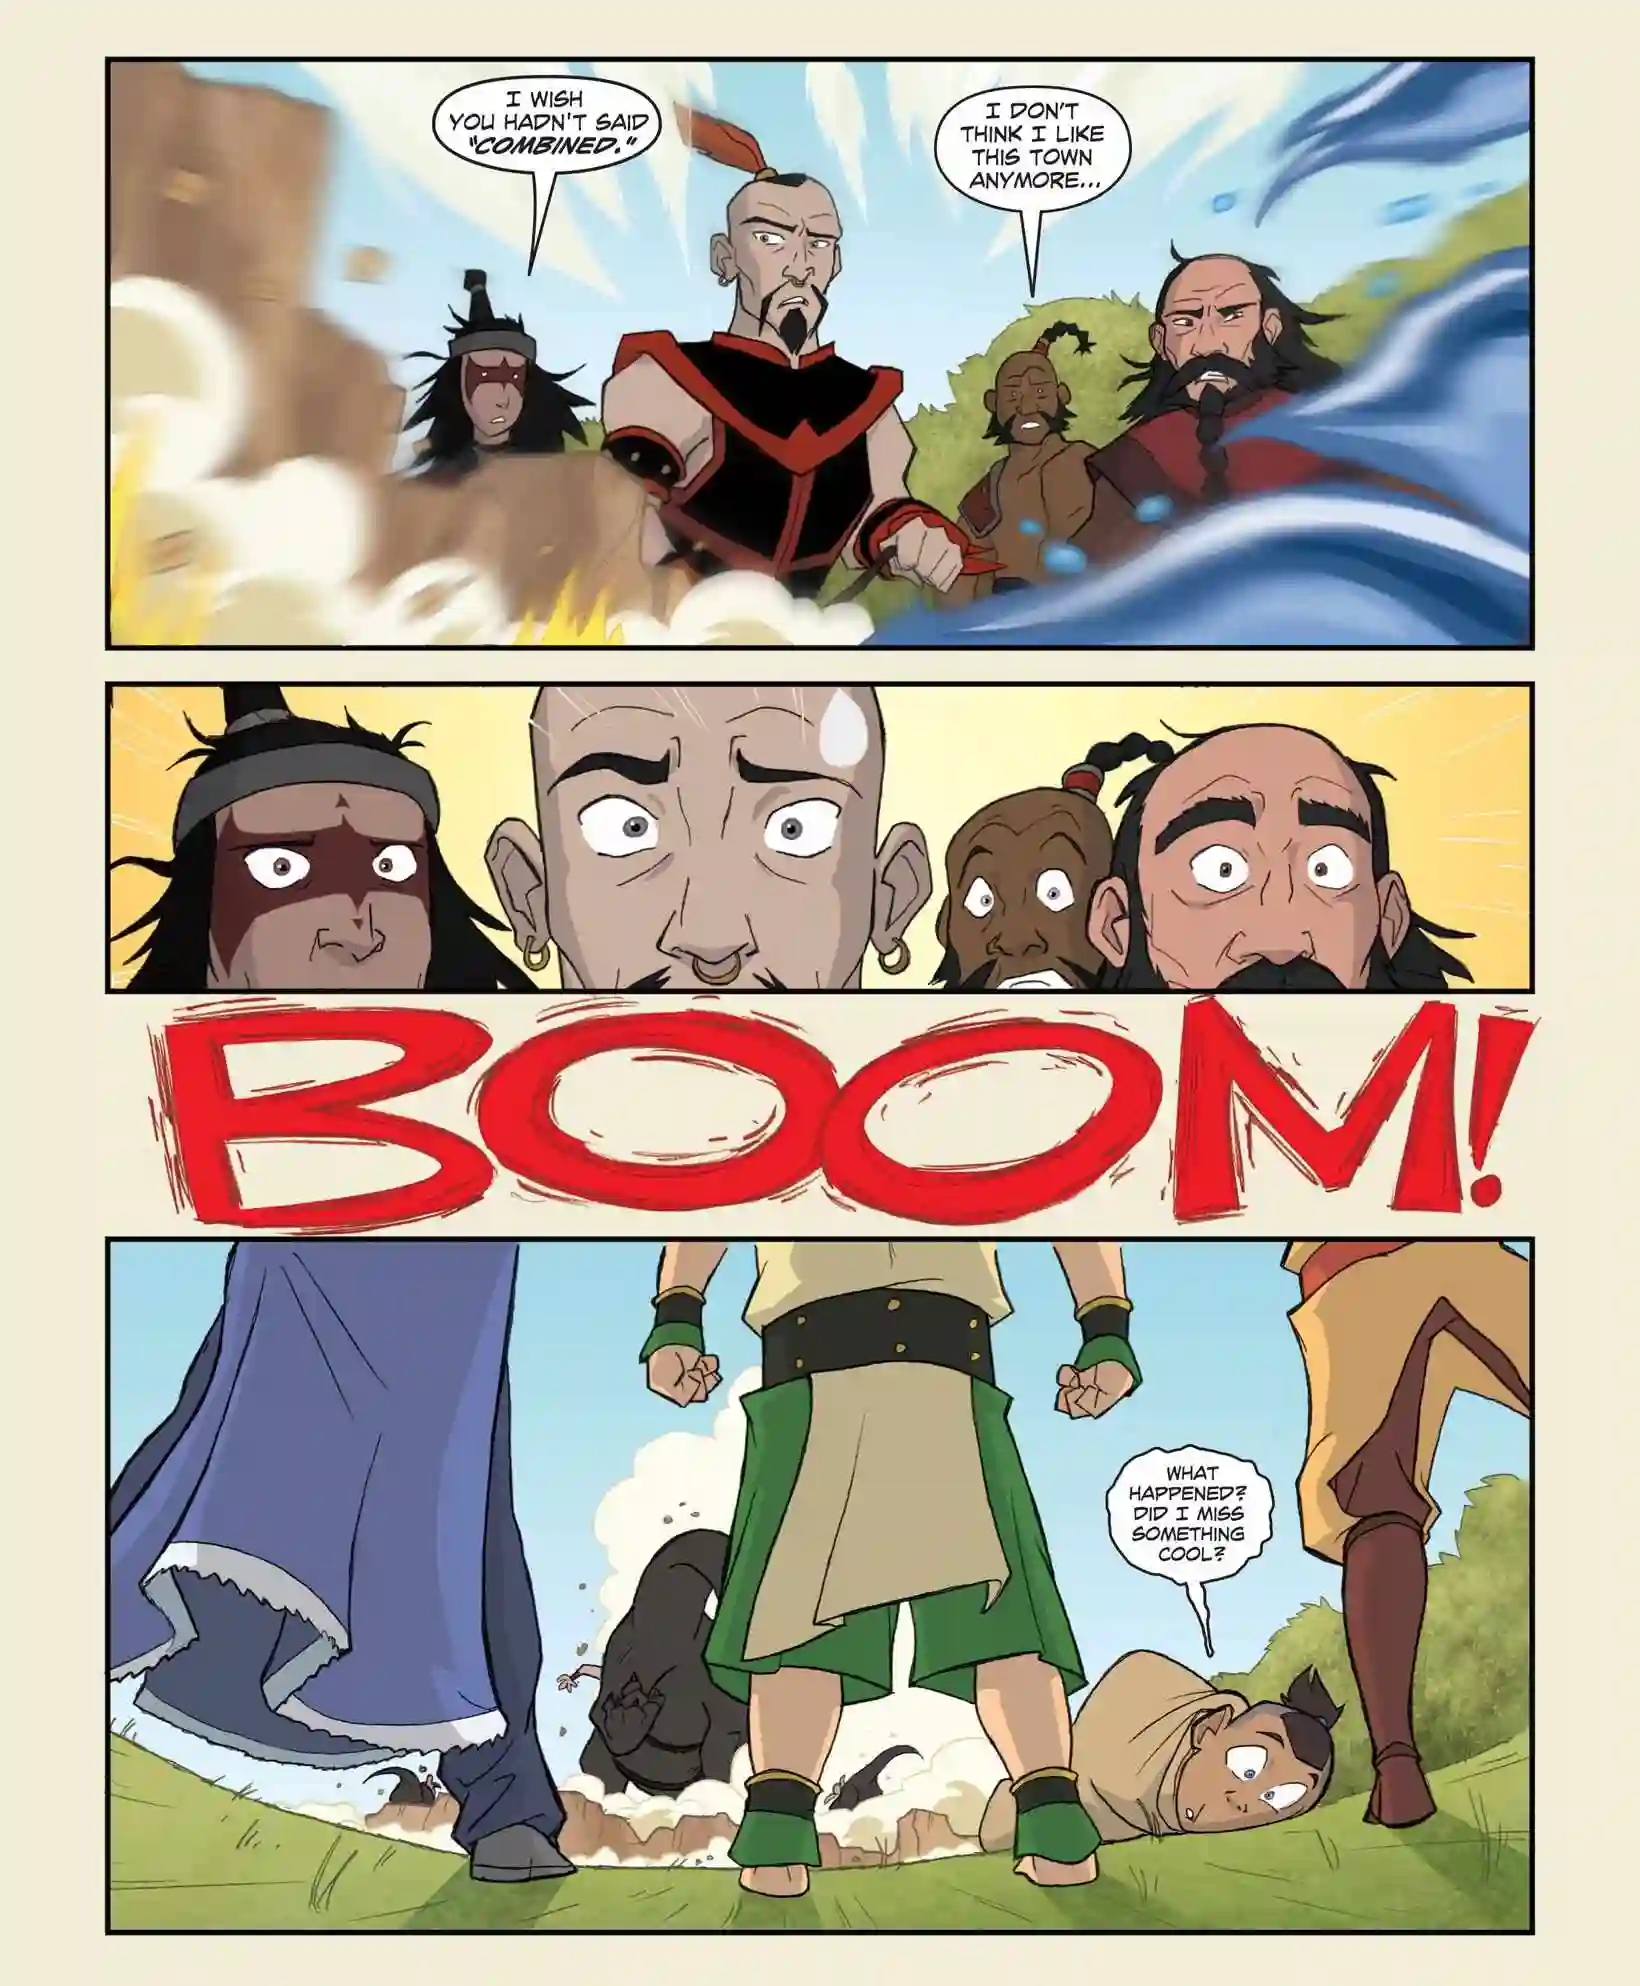 I WISH
YOU HADN'T SAID
"COMBINED."
I DON'T
THINK I LIKE
THIS TOWN
ANYMORE...
BOOM!
WHAT
HAPPENED?
DID I MISS
SOMETHING
COOL?